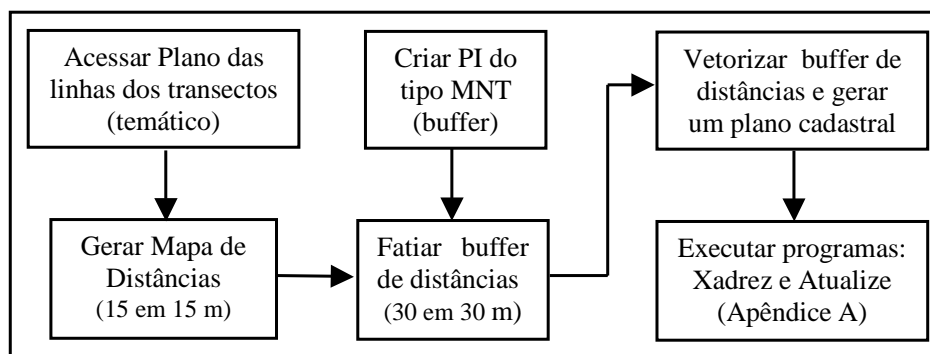 Acessar Plano das
linhas dos transectos
(temático)
Gerar Mapa de
Distâncias
(15 em 15 m)
Criar PI do
tipo MNT
(buffer)
Fatiar buffer
de distâncias
(30 em 30 m)
Vetorizar buffer de
distâncias e gerar
um plano cadastral
Executar programas:
Xadrez e Atualize
(Apêndice A)